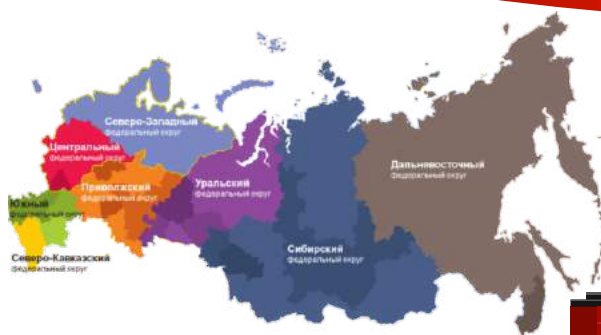 Северо-Западный
федеральный округ
Центральный
федеральный округ
Приволжский
федеральный округ
Уральский
федеральный округ
Дальневосточный
федеральный округ
Южный
федеральный округ
Сибирский
федеральный округ
Северо-Кавказский
федеральный округ